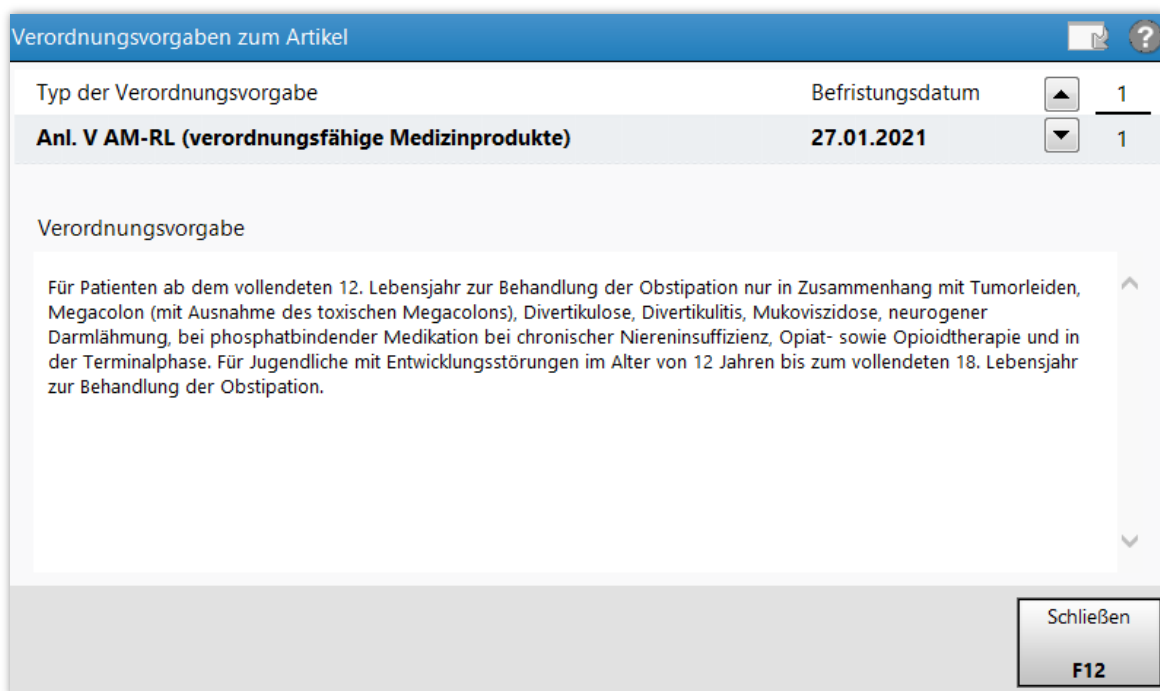 Verordnungsvorgaben zum Artikel
?
Typ der Verordnungsvorgabe Befristungsdatum 1
Anl. V AM-RL (verordnungsfähige Medizinprodukte) 27.01.2021 1
Verordnungsvorgabe
Für Patienten ab dem vollendeten 12. Lebensjahr zur Behandlung der Obstipation nur in Zusammenhang mit Tumorleiden,
Megacolon (mit Ausnahme des toxischen Megacolons), Divertikulose, Divertikulitis, Mukoviszidose, neurogener
Darmlähmung, bei phosphatbindender Medikation bei chronischer Niereninsuffizienz, Opiat- sowie Opioidtherapie und in
der Terminalphase. Für Jugendliche mit Entwicklungsstörungen im Alter von 12 Jahren bis zum vollendeten 18. Lebensjahr
zur Behandlung der Obstipation.
Schließen
F12